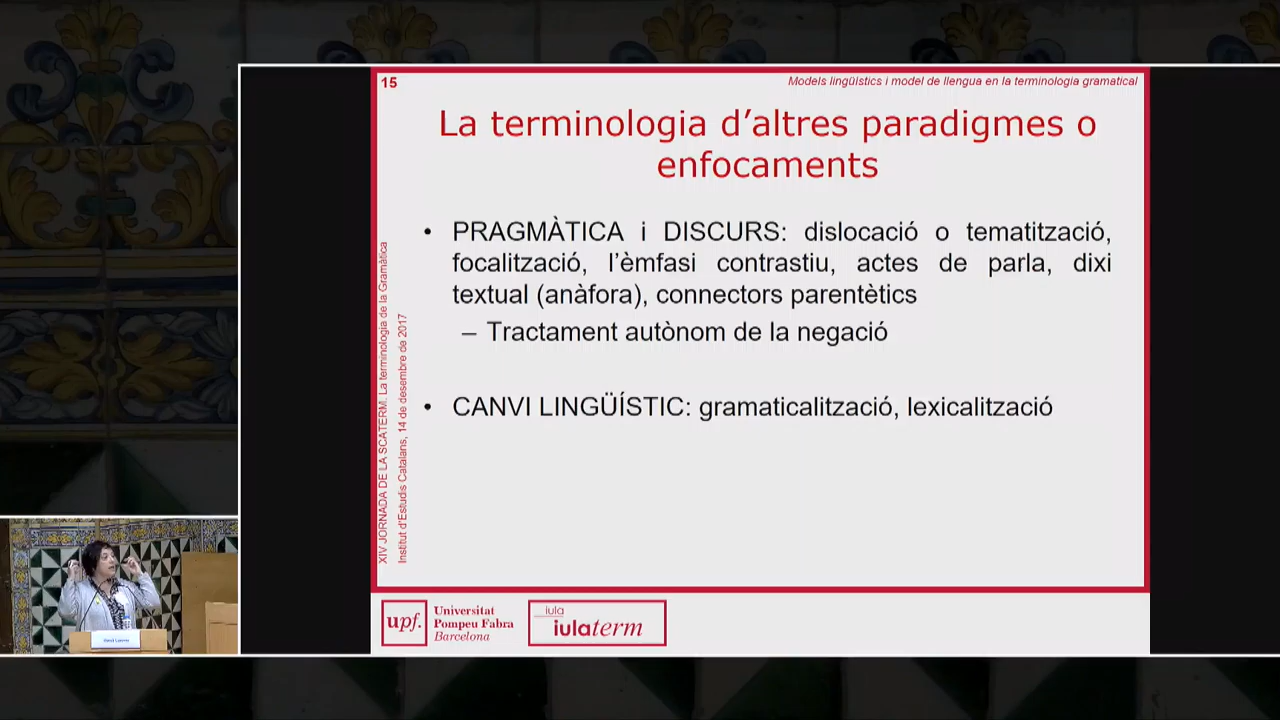 15
Models lingüístics i model de llengua en la terminologia gramatical
La terminologia d'altres paradigmes o
enfocaments
• PRAGMÀTICA i DISCURS: dislocació o tematització,
focalització, l'èmfasi contrastiu, actes de parla, dixi
textual (anàfora), connectors parentètics
– Tractament autònom de la negació
• CANVI LINGÜÍSTIC: gramaticalització, lexicalització
XIV JORNADA DE LA SCATERM. La terminologia de la Gramàtica
Institut d'Estudis Catalans, 14 de desembre de 2017
upf.
Universitat
Pompeu Fabra
Barcelona
iula
iulaterm